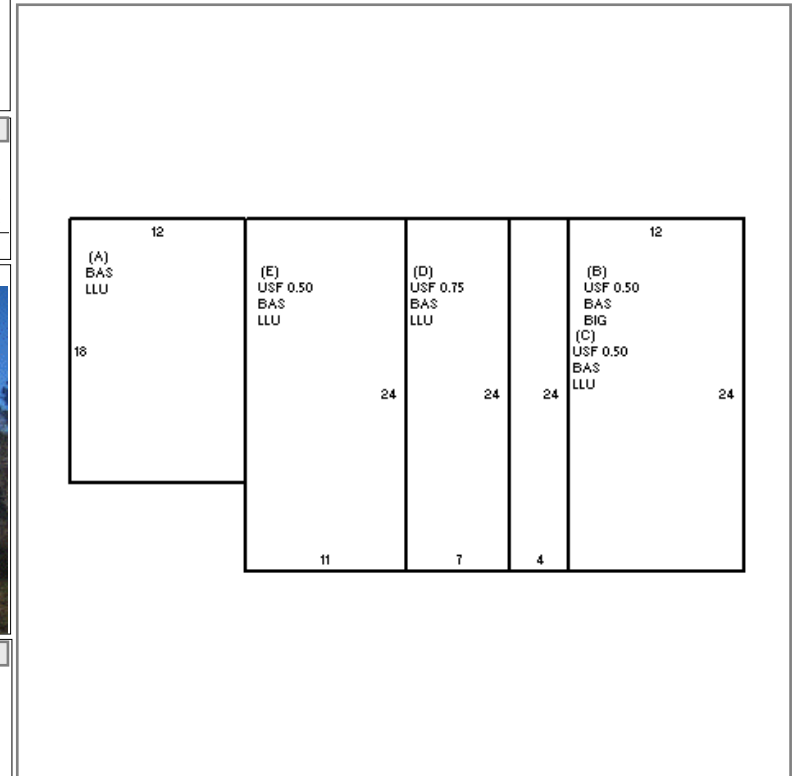 12
(A)
BAS
LLU
18
(E)
USF 0.50
BAS
LLU
24
11
(D)
USF 0.75
BAS
LLU
24
7
24
4
12
(B)
USF 0.50
BAS
BIG
(C)
USF 0.50
BAS
LLU
24